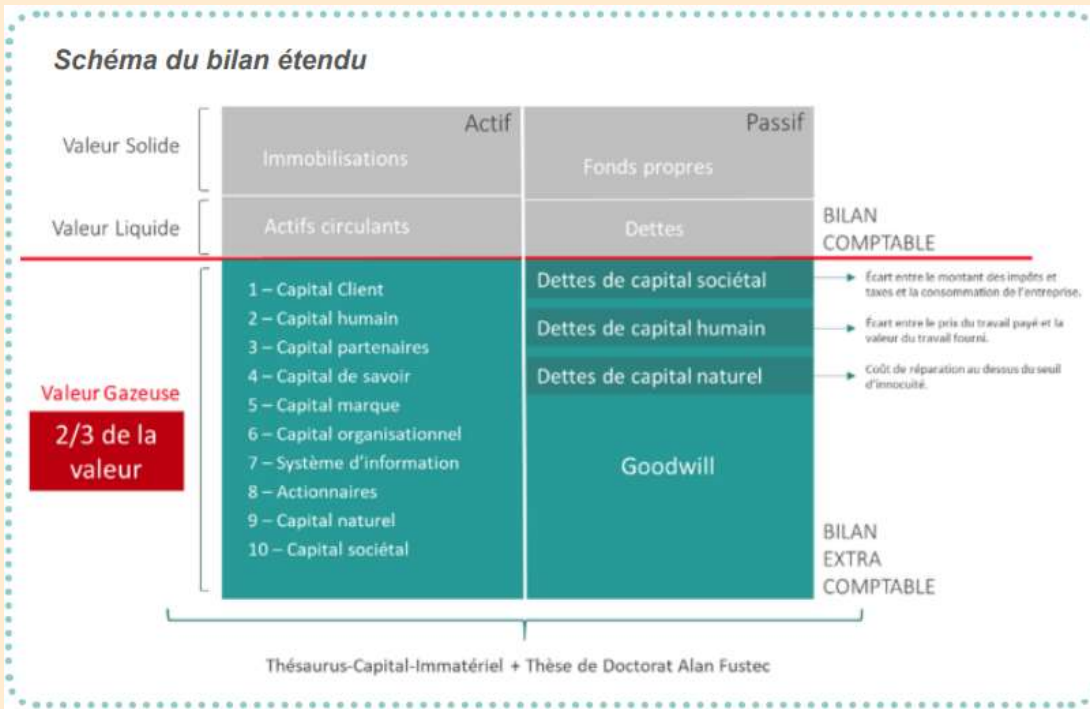 Schéma du bilan étendu
Valeur Solide
Actif
Immobilisations
Passif
Fonds propres
Valeur Liquide
Actifs circulants
Dettes
BILAN
COMPTABLE
Valeur Gazeuse
2/3 de la
valeur
1 – Capital Client
2 – Capital humain
3 – Capital partenaires
4 – Capital de savoir
5 – Capital marque
6 – Capital organisationnel
7 – Système d'information
8 – Actionnaires
9 – Capital naturel
10 – Capital sociétal
Dettes de capital sociétal
Écart entre le montant des impôts et
taxes et la consommation de l'entreprise.
Dettes de capital humain
Écart entre le prix du travail payé et la
valeur du travail fourni.
Dettes de capital naturel
Coût de réparation au dessus du seuil
d'innocuité.
Goodwill
BILAN
EXTRA
COMPTABLE
Thésaurus-Capital-Immatériel + Thèse de Doctorat Alan Fustec